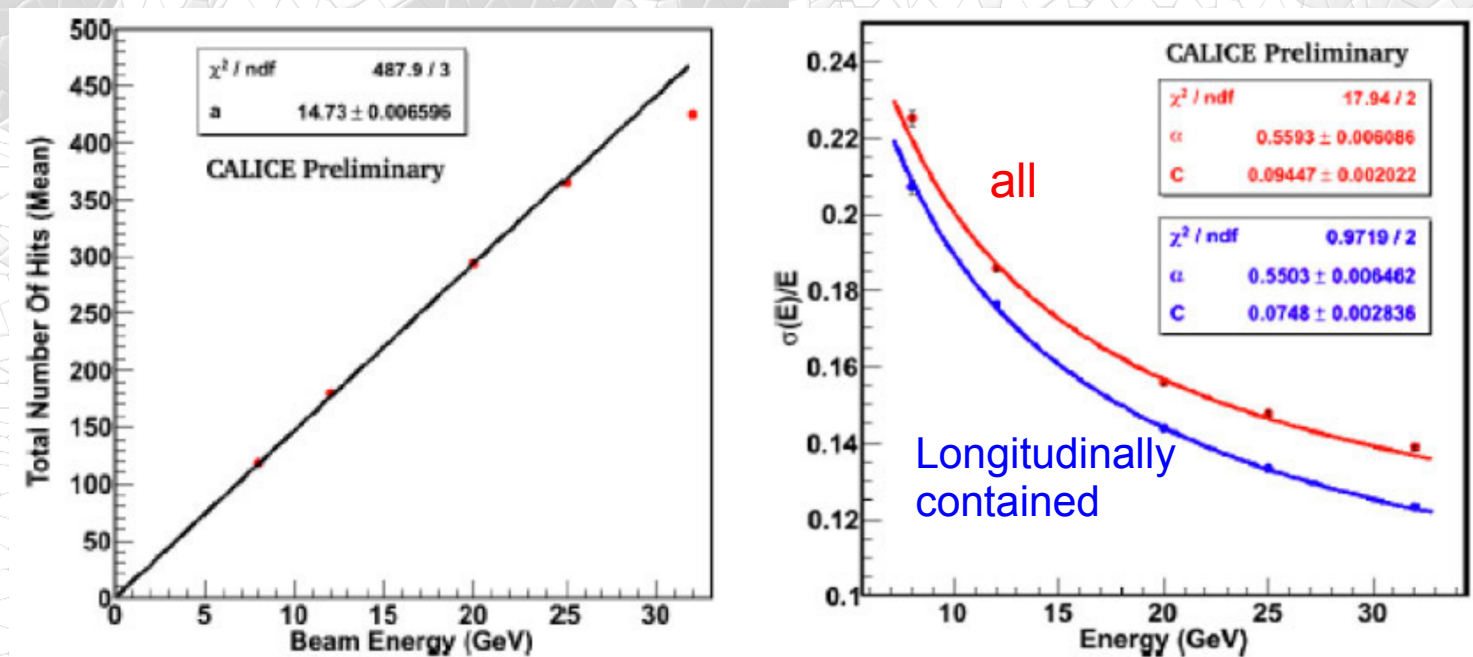 500
450
400
350
300
250
200
150
100
50
0
Total Number Of Hits (Mean)
χ² / ndf 487.9 / 3
a 14.73 ± 0.006596
CALICE Preliminary
0 5 10 15 20 25 30
Beam Energy (GeV)
0.24
0.22
0.2
0.18
0.16
0.14
0.12
0.1
σ(E)/E
CALICE Preliminary
χ² / ndf 17.94 / 2
α 0.5593 ± 0.006086
C 0.09447 ± 0.002022
all
χ² / ndf 0.9719 / 2
α 0.5503 ± 0.006462
C 0.0748 ± 0.002836
Longitudinally
contained
10 15 20 25 30
Energy (GeV)